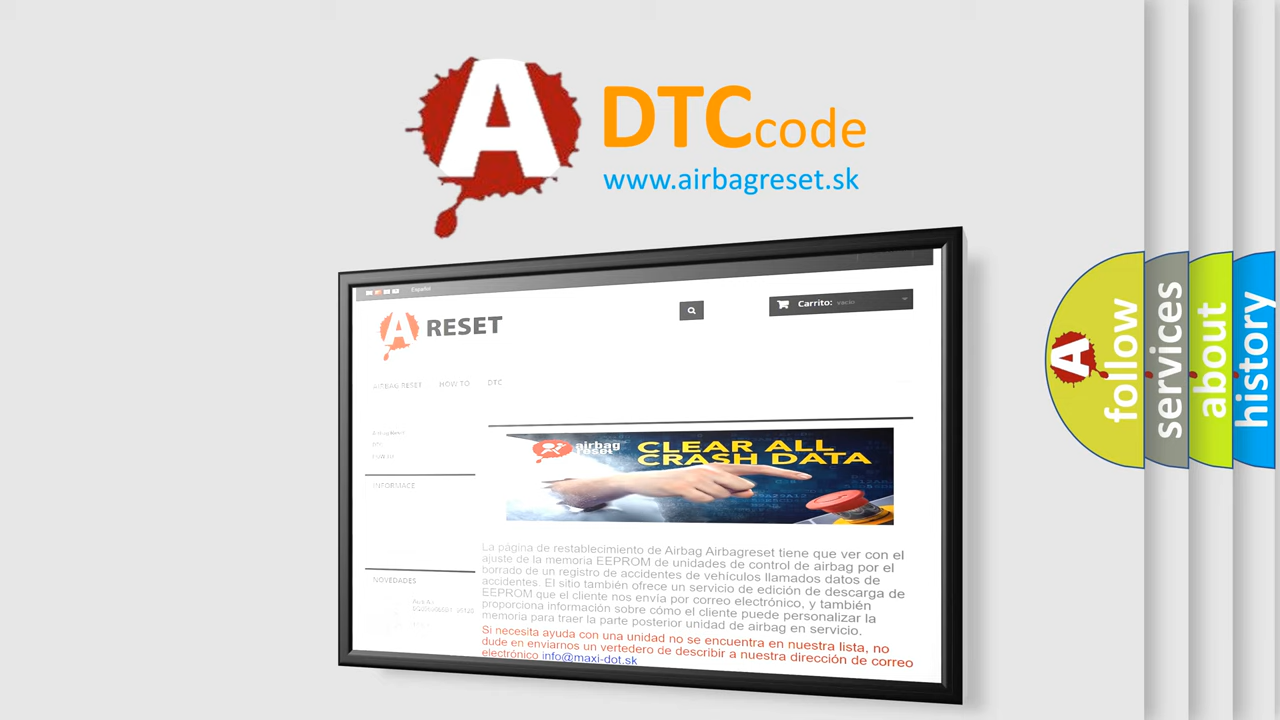 A DTCcode
www.airbagreset.sk
Español
A RESET
Carrito: vacío
AIRBAG RESET HOW TO DTC
INFORMACE
airbag
reset
CLEAR ALL
CRASH DATA
La página de restablecimiento de Airbag Airbagreset tiene que ver con el
ajuste de la memoria EEPROM de unidades de control de airbag por el
borrado de un registro de accidentes de vehículos llamados datos de
accidentes. El sitio también ofrece un servicio de edición de descarga de
EEPROM que el cliente nos envía por correo electrónico, y también
proporciona información sobre cómo el cliente puede personalizar la
memoria para traer la parte posterior unidad de airbag en servicio.
Si necesita ayuda con una unidad no se encuentra en nuestra lista, no
dude en enviarnos un vertedero de describir a nuestra dirección de correo
electrónico info@maxi-dot.sk
NOVEDADES
A follow
services
about
history